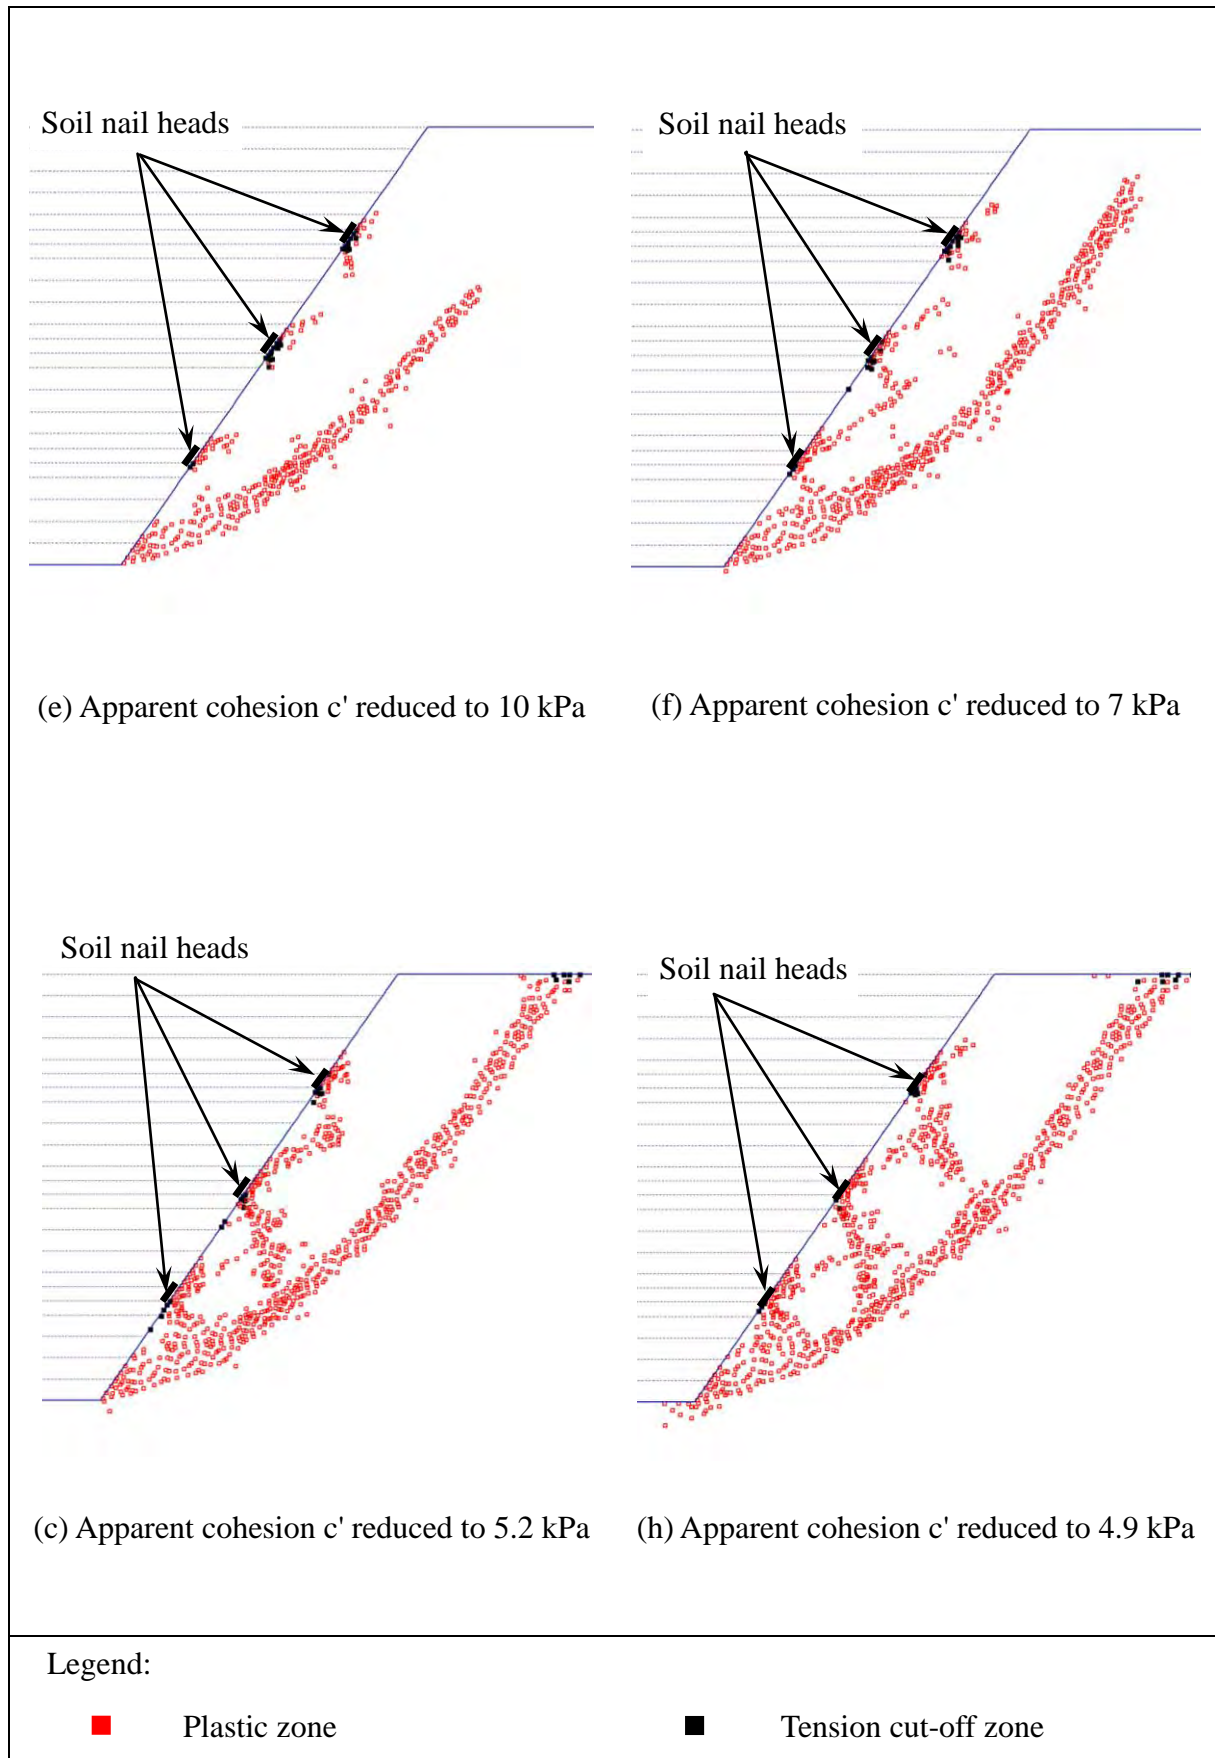 Soil nail heads
Soil nail heads
(e) Apparent cohesion c' reduced to 10 kPa
(f) Apparent cohesion c' reduced to 7 kPa
Soil nail heads
Soil nail heads
(c) Apparent cohesion c' reduced to 5.2 kPa
(h) Apparent cohesion c' reduced to 4.9 kPa
Legend:
Plastic zone
Tension cut-off zone